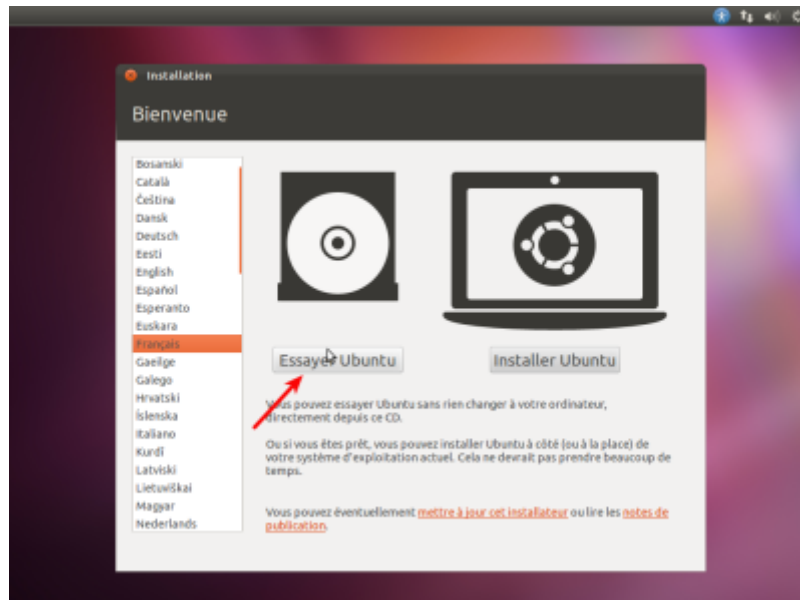 Installation
Bienvenue
Bosanski
Català
Čeština
Dansk
Deutsch
Eesti
English
Español
Esperanto
Euskara
Français
Gaeilge
Galego
Hrvatski
Íslenska
Italiano
Kurdî
Latviski
Lietuviškai
Magyar
Nederlands
Essayer Ubuntu
Installer Ubuntu
Vous pouvez essayer Ubuntu sans rien changer à votre ordinateur,
directement depuis ce CD.
Ou si vous êtes prêt, vous pouvez installer Ubuntu à côté (ou à la place) de
votre système d'exploitation actuel. Cela ne devrait pas prendre beaucoup de
temps.
Vous pouvez éventuellement mettre à jour cet installateur ou lire les notes de
publication.